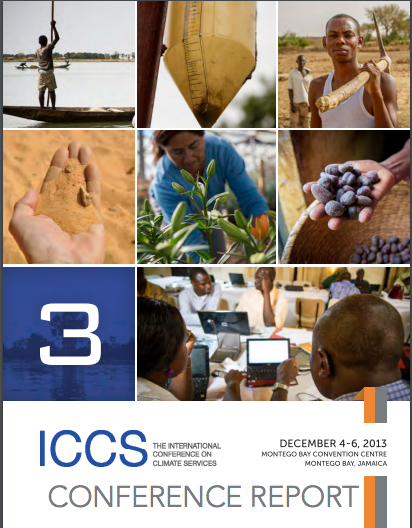 3
ICCS
THE INTERNATIONAL
CONFERENCE ON
CLIMATE SERVICES
DECEMBER 4-6, 2013
MONTEGO BAY CONVENTION CENTRE
MONTEGO BAY, JAMAICA
CONFERENCE REPORT